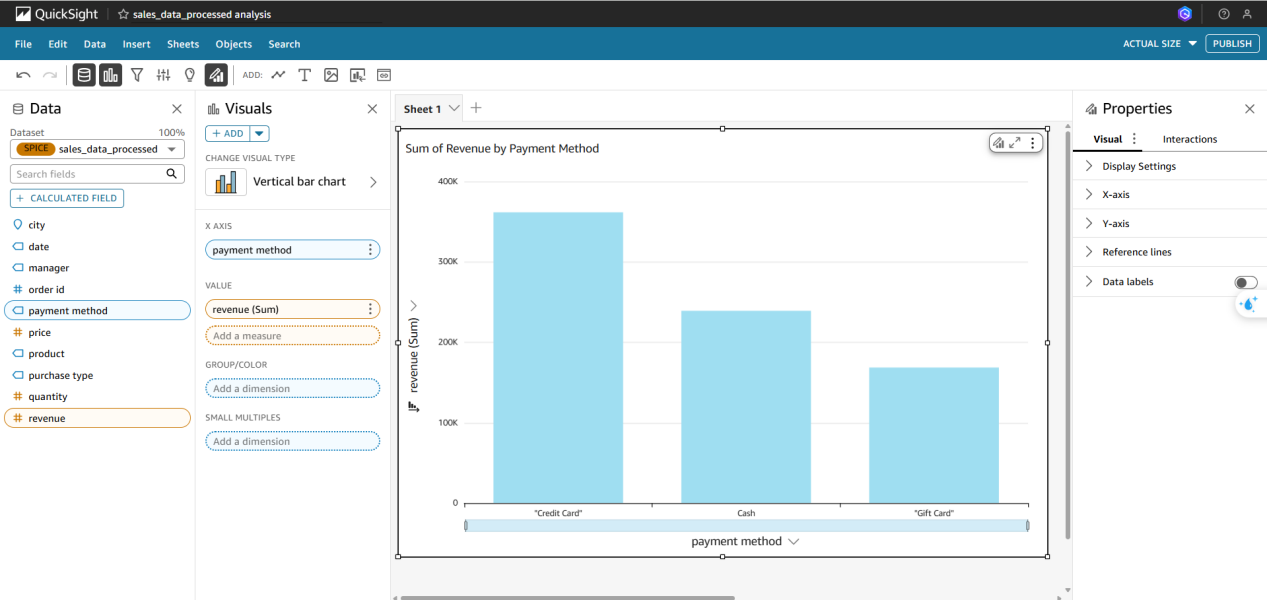 QuickSight
sales_data_processed analysis
File Edit Data Insert Sheets Objects Search
ACTUAL SIZE
PUBLISH
ADD:
Data
Dataset
100%
SPICE sales_data_processed
Search fields
+ CALCULATED FIELD
city
date
manager
# order id
payment method
# price
product
purchase type
# quantity
# revenue
Visuals
+ ADD
CHANGE VISUAL TYPE
Vertical bar chart
X AXIS
payment method
VALUE
revenue (Sum)
Add a measure
GROUP/COLOR
Add a dimension
SMALL MULTIPLES
Add a dimension
Sheet 1
Sum of Revenue by Payment Method
400K
300K
200K
100K
0
revenue (Sum)
"Credit Card" Cash "Gift Card"
payment method
Properties
Visual Interactions
Display Settings
X-axis
Y-axis
Reference lines
Data labels